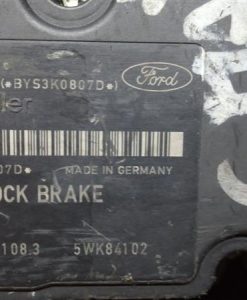 (*BYS3K0807D*)
Ford
ler
07D*) MADE IN GERMANY
OCK BRAKE
108.3 5WK84102